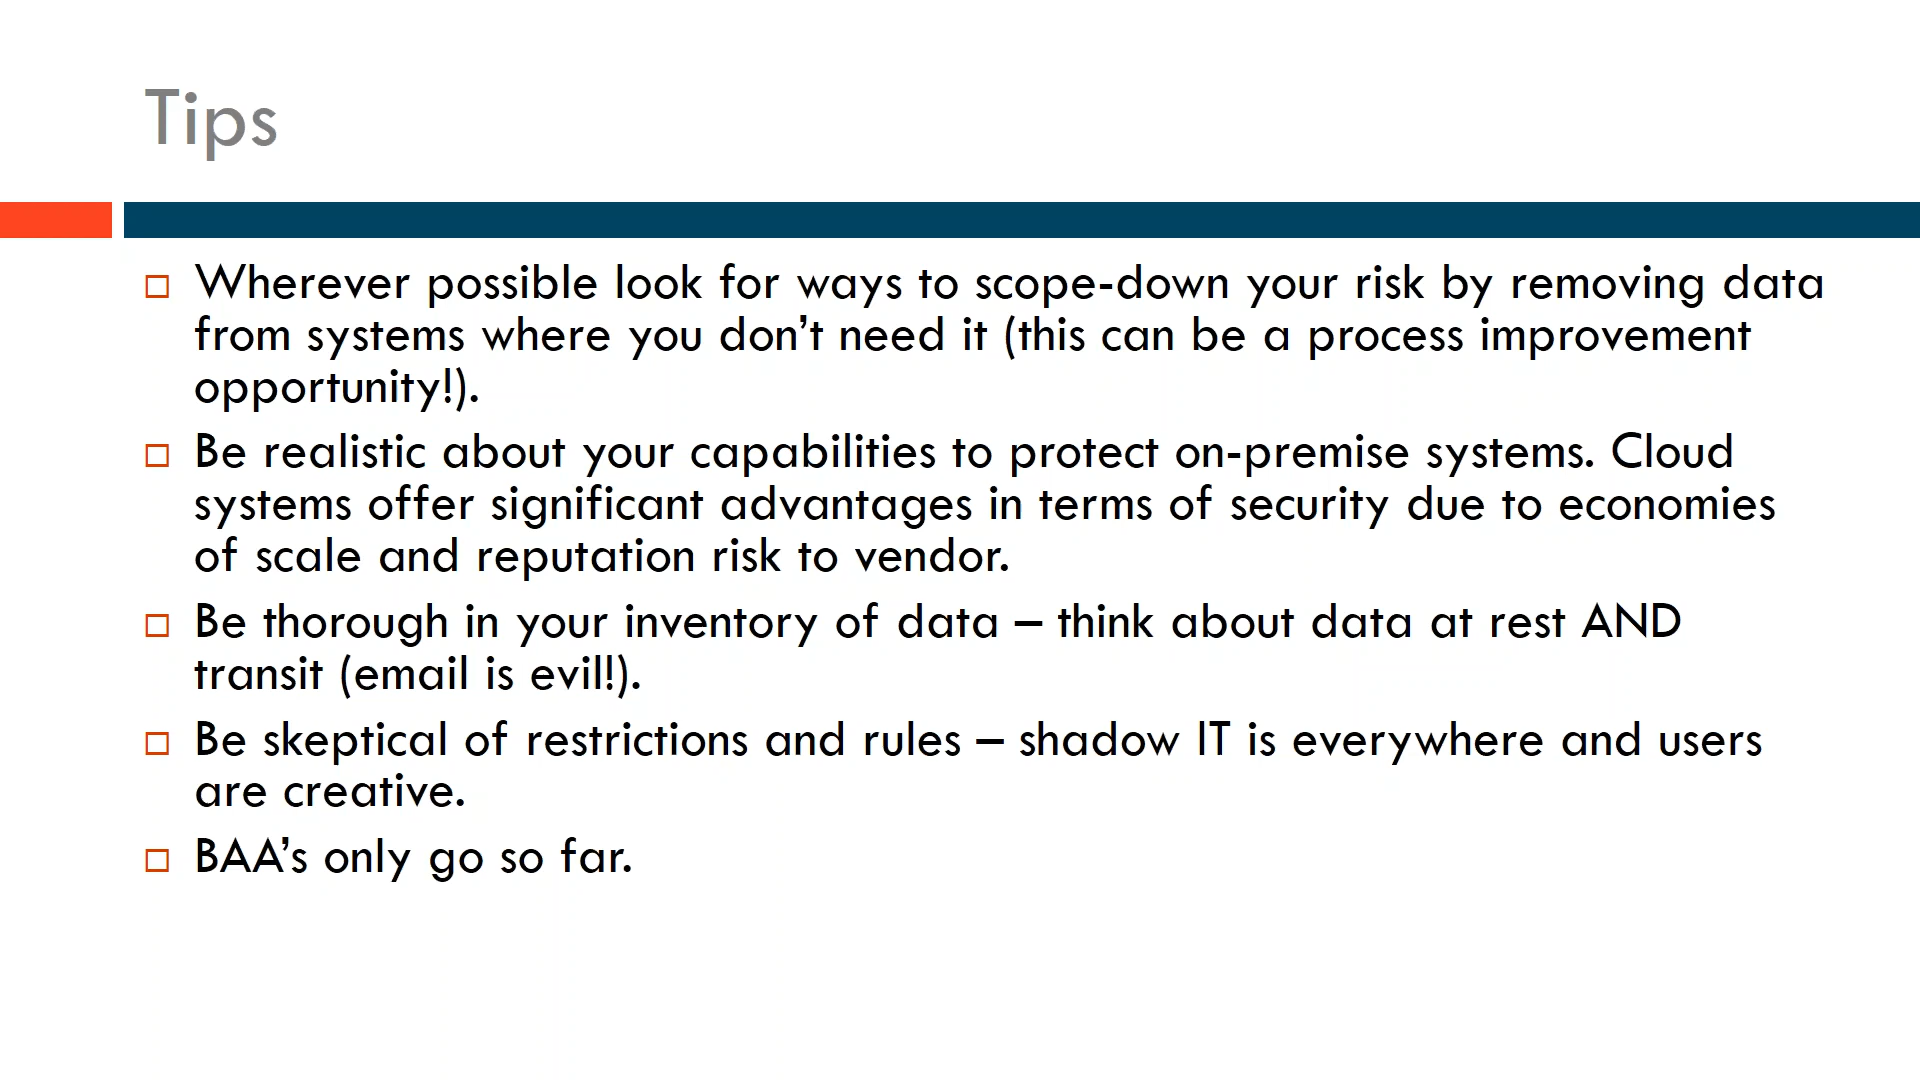 Tips
Wherever possible look for ways to scope-down your risk by removing data
from systems where you don’t need it (this can be a process improvement
opportunity!).
Be realistic about your capabilities to protect on-premise systems. Cloud
systems offer significant advantages in terms of security due to economies
of scale and reputation risk to vendor.
Be thorough in your inventory of data – think about data at rest AND
transit (email is evil!).
Be skeptical of restrictions and rules – shadow IT is everywhere and users
are creative.
BAA’s only go so far.